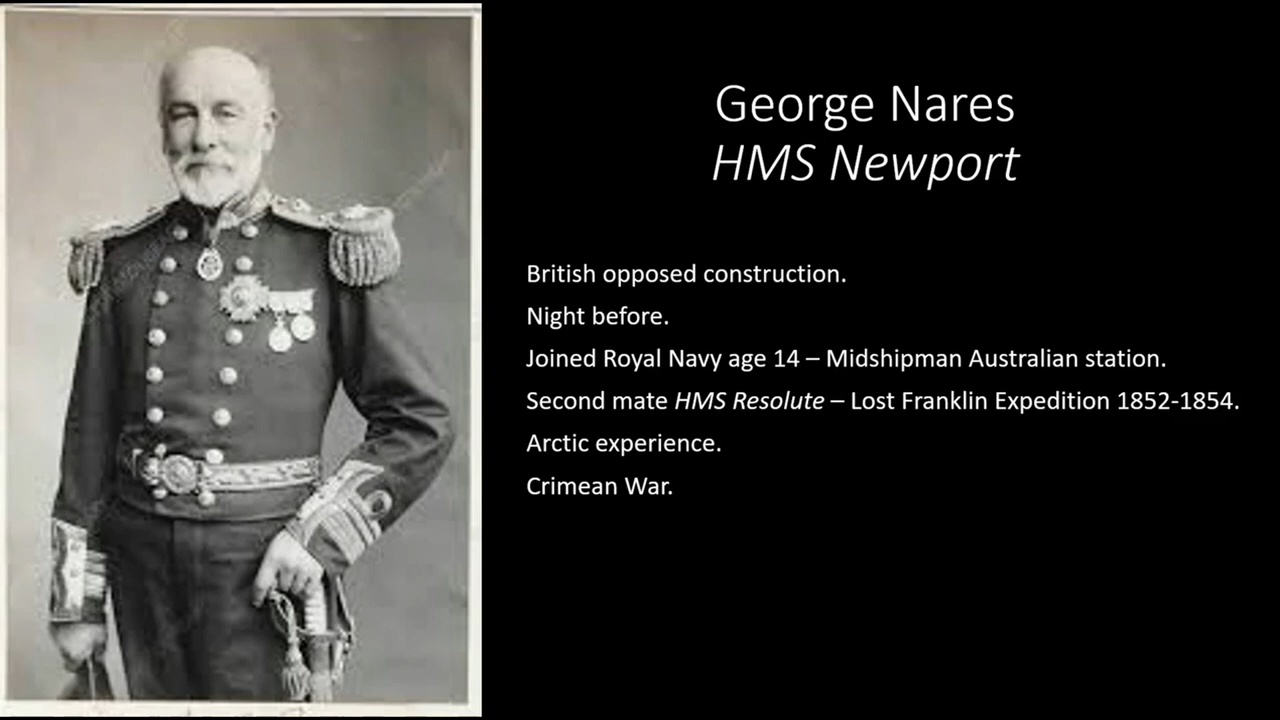 George Nares
HMS Newport
British opposed construction.
Night before.
Joined Royal Navy age 14 – Midshipman Australian station.
Second mate HMS Resolute – Lost Franklin Expedition 1852-1854.
Arctic experience.
Crimean War.